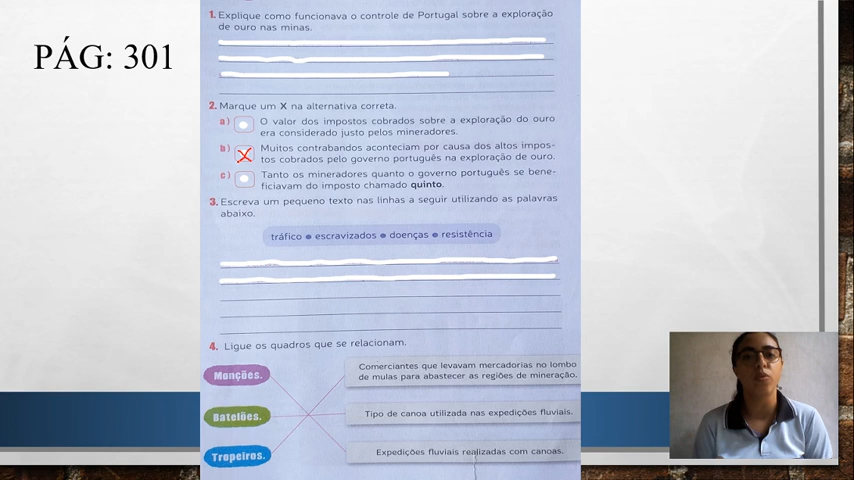 PÁG: 301
1. Explique como funcionava o controle de Portugal sobre a exploração
de ouro nas minas.
2. Marque um X na alternativa correta.
a) O valor dos impostos cobrados sobre a exploração do ouro
era considerado justo pelos mineradores.
b) Muitos contrabandos aconteciam por causa dos altos impos-
tos cobrados pelo governo português na exploração de ouro.
c) Tanto os mineradores quanto o governo português se bene-
ficiavam do imposto chamado quinto.
3. Escreva um pequeno texto nas linhas a seguir utilizando as palavras
abaixo.
tráfico • escravizados • doenças • resistência
4. Ligue os quadros que se relacionam.
Monções.
Comerciantes que levavam mercadorias no lombo
de mulas para abastecer as regiões de mineração.
Batelões.
Tipo de canoa utilizada nas expedições fluviais.
Tropeiros.
Expedições fluviais realizadas com canoas.